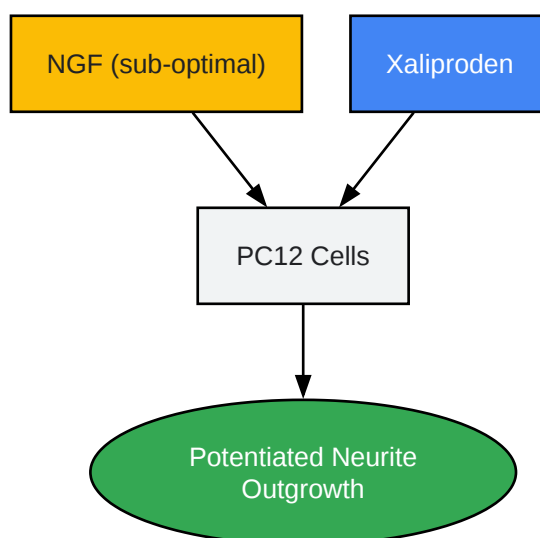 NGF (sub-optimal)
Xaliproden
PC12 Cells
Potentiated Neurite
Outgrowth